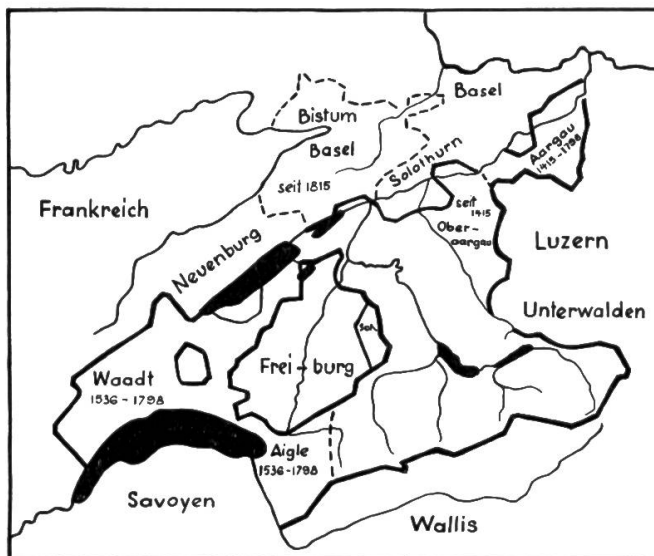 Basel
Bistum
Basel
seit 1815
Solothurn
Aargau
1415-1798
Frankreich
Neuenburg
seit
1415
Ober-
aargau
Luzern
Unterwalden
Frei-burg
Waadt
1536-1798
Aigle
1536-1798
Savoyen
Wallis